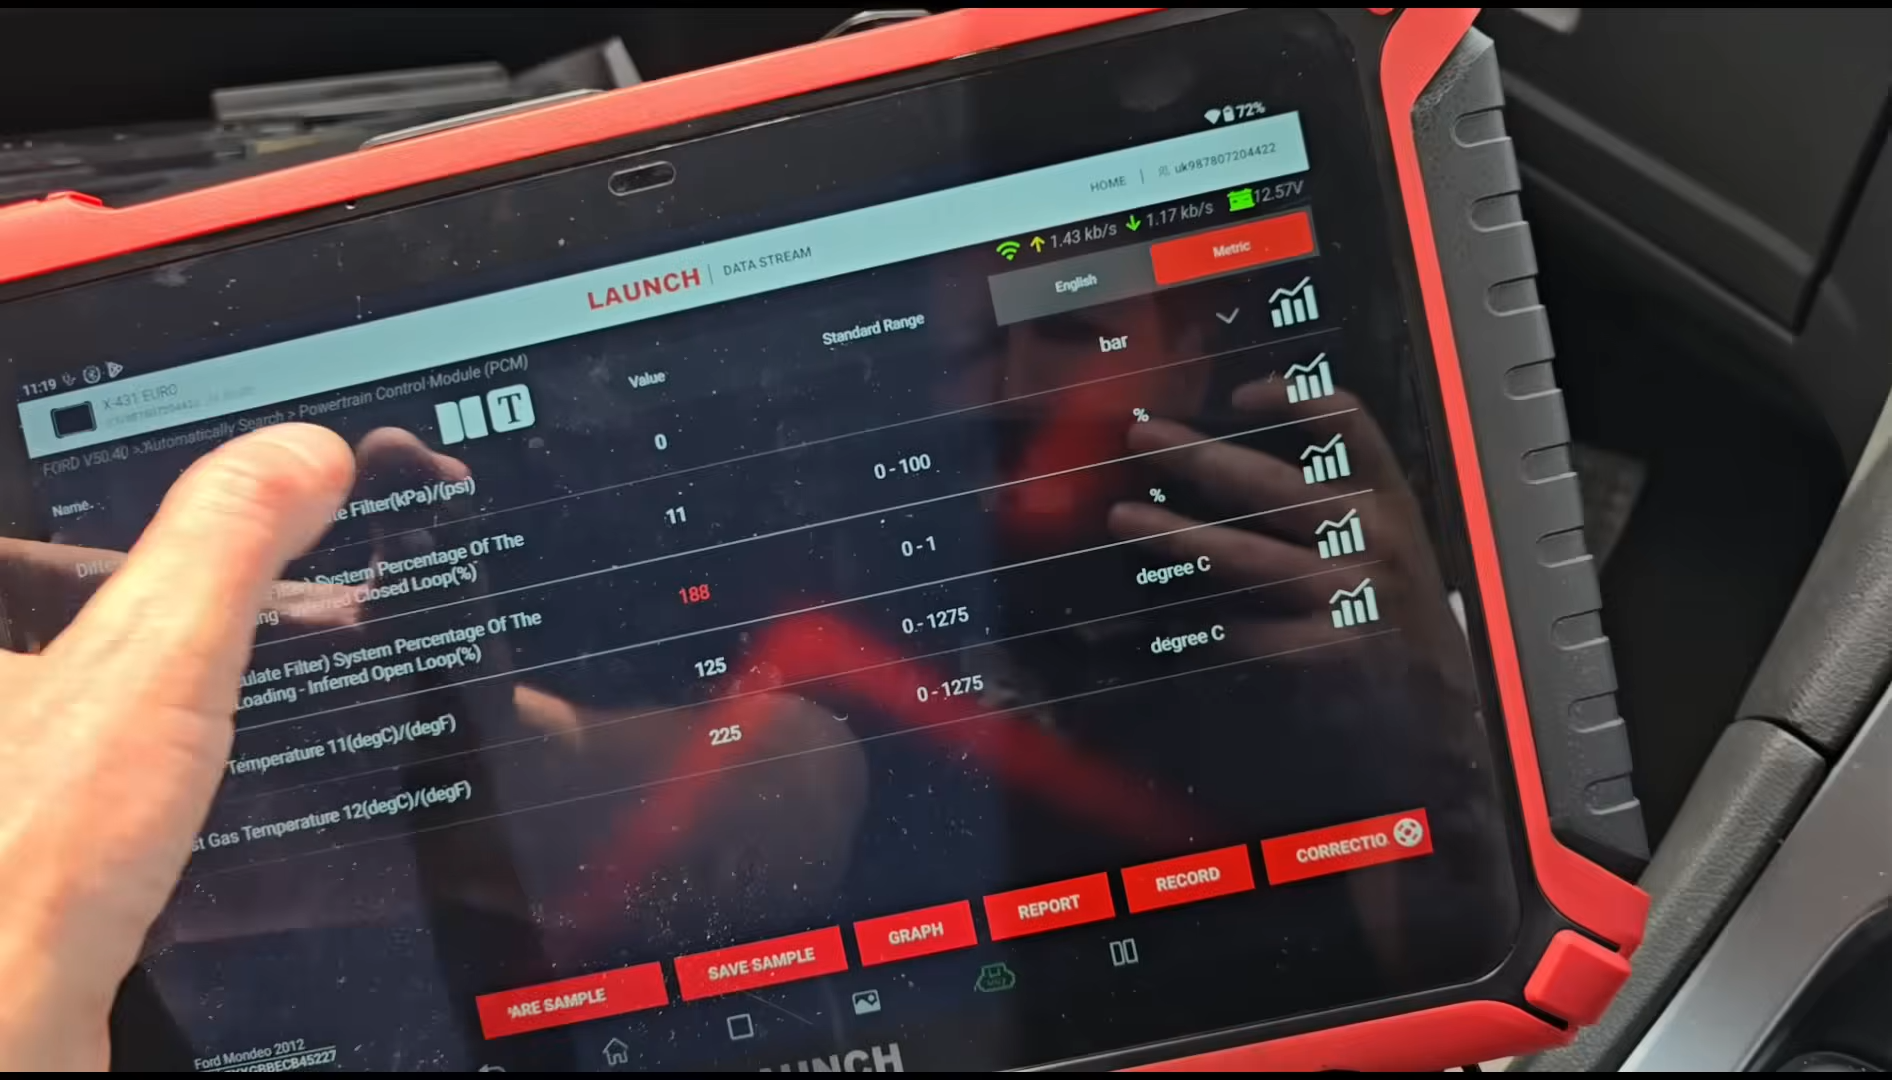 72%
HOME | uk987807204422
LAUNCH | DATA STREAM
1.43 kb/s 1.17 kb/s 12.57V
English Metric
11:19
X-431 EURO
FORD V50.40 > Automatically Search > Powertrain Control Module (PCM)
Name Value Standard Range
Filter(kPa)/(psi) 0 bar
System Percentage Of The
Inferred Closed Loop(%) 11 0 - 100 %
ulate Filter) System Percentage Of The
Loading - Inferred Open Loop(%) 188 0 - 1 %
Temperature 11(degC)/(degF) 125 0 - 1275 degree C
st Gas Temperature 12(degC)/(degF) 225 0 - 1275 degree C
ARE SAMPLE SAVE SAMPLE GRAPH REPORT RECORD CORRECTIO
Ford Mondeo 2012
LAUNCH